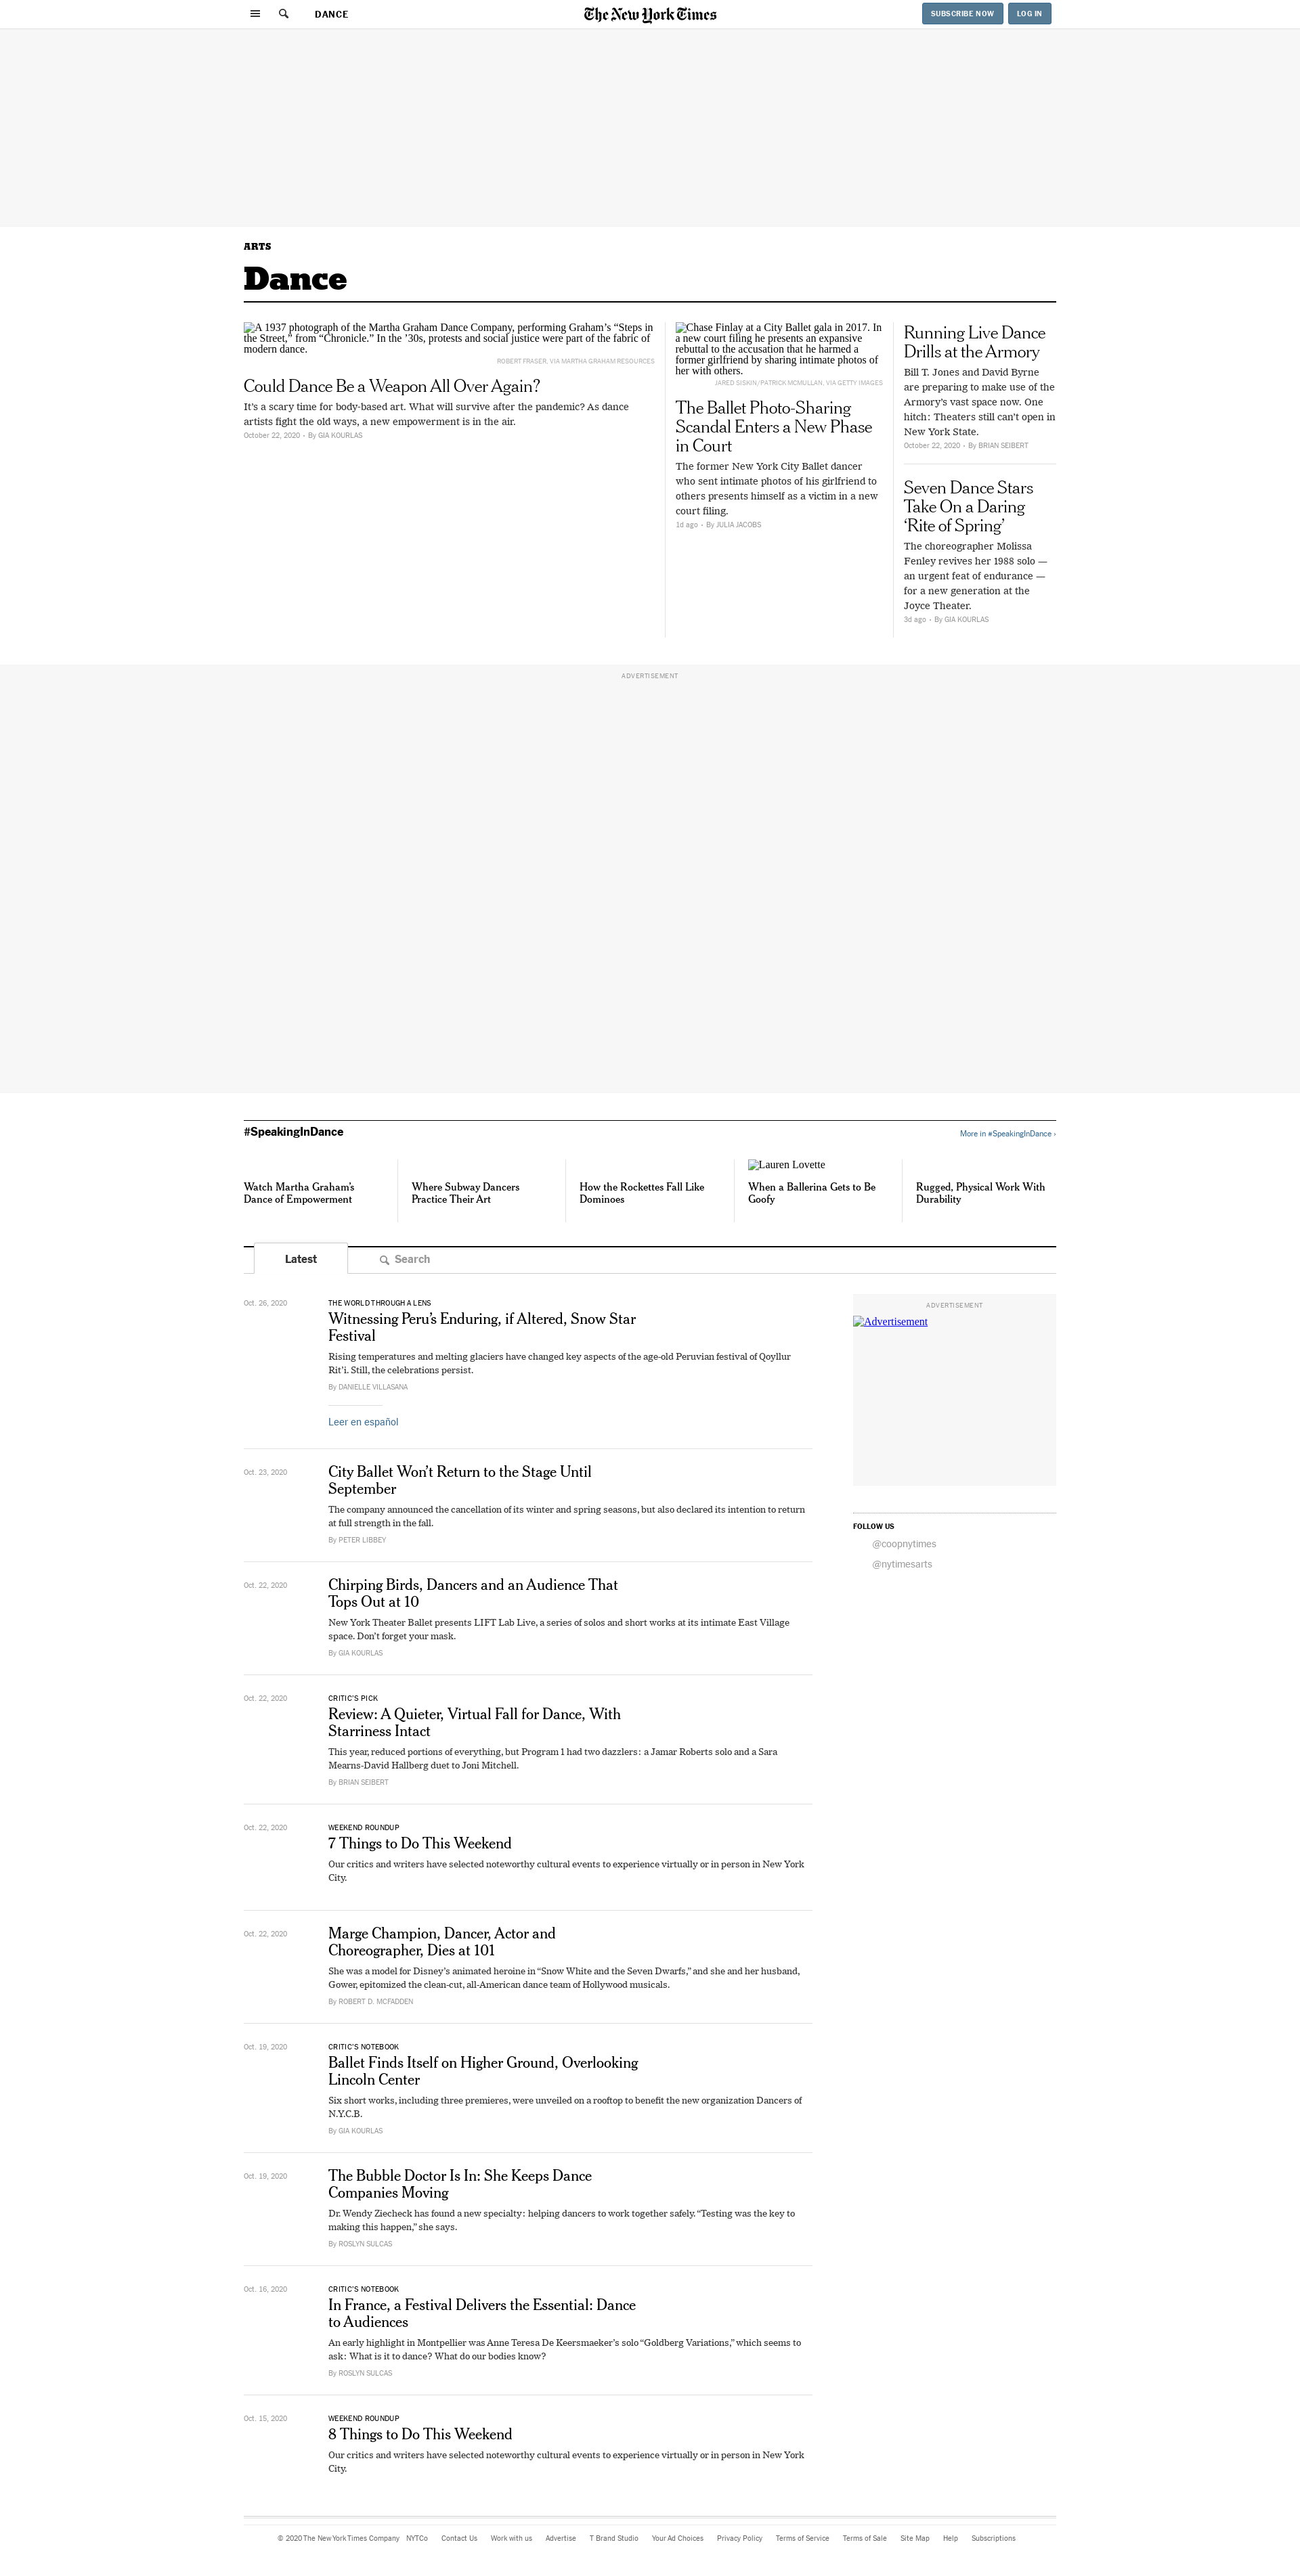 DANCE
The New York Times
SUBSCRIBE NOW
LOG IN
ARTS
Dance
A 1937 photograph of the Martha Graham Dance Company, performing Graham’s “Steps in
the Street,” from “Chronicle.” In the ’30s, protests and social justice were part of the fabric of
modern dance.
ROBERT FRASER, VIA MARTHA GRAHAM RESOURCES
Could Dance Be a Weapon All Over Again?
It’s a scary time for body-based art. What will survive after the pandemic? As dance
artists fight the old ways, a new empowerment is in the air.
October 22, 2020 • By GIA KOURLAS
Chase Finlay at a City Ballet gala in 2017. In
a new court filing he presents an expansive
rebuttal to the accusation that he harmed a
former girlfriend by sharing intimate photos of
her with others.
JARED SISKIN/PATRICK MCMULLAN, VIA GETTY IMAGES
The Ballet Photo-Sharing
Scandal Enters a New Phase
in Court
The former New York City Ballet dancer
who sent intimate photos of his girlfriend to
others presents himself as a victim in a new
court filing.
1d ago • By JULIA JACOBS
Running Live Dance
Drills at the Armory
Bill T. Jones and David Byrne
are preparing to make use of the
Armory’s vast space now. One
hitch: Theaters still can’t open in
New York State.
October 22, 2020 • By BRIAN SEIBERT
Seven Dance Stars
Take On a Daring
‘Rite of Spring’
The choreographer Molissa
Fenley revives her 1988 solo —
an urgent feat of endurance —
for a new generation at the
Joyce Theater.
3d ago • By GIA KOURLAS
ADVERTISEMENT
#SpeakingInDance
More in #SpeakingInDance ›
Watch Martha Graham’s
Dance of Empowerment
Where Subway Dancers
Practice Their Art
How the Rockettes Fall Like
Dominoes
Lauren Lovette
When a Ballerina Gets to Be
Goofy
Rugged, Physical Work With
Durability
Latest
Search
Oct. 26, 2020
THE WORLD THROUGH A LENS
Witnessing Peru’s Enduring, if Altered, Snow Star
Festival
Rising temperatures and melting glaciers have changed key aspects of the age-old Peruvian festival of Qoyllur
Rit’i. Still, the celebrations persist.
By DANIELLE VILLASANA
Leer en español
ADVERTISEMENT
Advertisement
FOLLOW US
@coopnytimes
@nytimesarts
Oct. 23, 2020
City Ballet Won’t Return to the Stage Until
September
The company announced the cancellation of its winter and spring seasons, but also declared its intention to return
at full strength in the fall.
By PETER LIBBEY
Oct. 22, 2020
Chirping Birds, Dancers and an Audience That
Tops Out at 10
New York Theater Ballet presents LIFT Lab Live, a series of solos and short works at its intimate East Village
space. Don’t forget your mask.
By GIA KOURLAS
Oct. 22, 2020
CRITIC’S PICK
Review: A Quieter, Virtual Fall for Dance, With
Starriness Intact
This year, reduced portions of everything, but Program 1 had two dazzlers: a Jamar Roberts solo and a Sara
Mearns-David Hallberg duet to Joni Mitchell.
By BRIAN SEIBERT
Oct. 22, 2020
WEEKEND ROUNDUP
7 Things to Do This Weekend
Our critics and writers have selected noteworthy cultural events to experience virtually or in person in New York
City.
Oct. 22, 2020
Marge Champion, Dancer, Actor and
Choreographer, Dies at 101
She was a model for Disney’s animated heroine in “Snow White and the Seven Dwarfs,” and she and her husband,
Gower, epitomized the clean-cut, all-American dance team of Hollywood musicals.
By ROBERT D. MCFADDEN
Oct. 19, 2020
CRITIC’S NOTEBOOK
Ballet Finds Itself on Higher Ground, Overlooking
Lincoln Center
Six short works, including three premieres, were unveiled on a rooftop to benefit the new organization Dancers of
N.Y.C.B.
By GIA KOURLAS
Oct. 19, 2020
The Bubble Doctor Is In: She Keeps Dance
Companies Moving
Dr. Wendy Ziecheck has found a new specialty: helping dancers to work together safely. “Testing was the key to
making this happen,” she says.
By ROSLYN SULCAS
Oct. 16, 2020
CRITIC’S NOTEBOOK
In France, a Festival Delivers the Essential: Dance
to Audiences
An early highlight in Montpellier was Anne Teresa De Keersmaeker’s solo “Goldberg Variations,” which seems to
ask: What is it to dance? What do our bodies know?
By ROSLYN SULCAS
Oct. 15, 2020
WEEKEND ROUNDUP
8 Things to Do This Weekend
Our critics and writers have selected noteworthy cultural events to experience virtually or in person in New York
City.
© 2020 The New York Times Company NYTCo Contact Us Work with us Advertise T Brand Studio Your Ad Choices Privacy Policy Terms of Service Terms of Sale Site Map Help Subscriptions